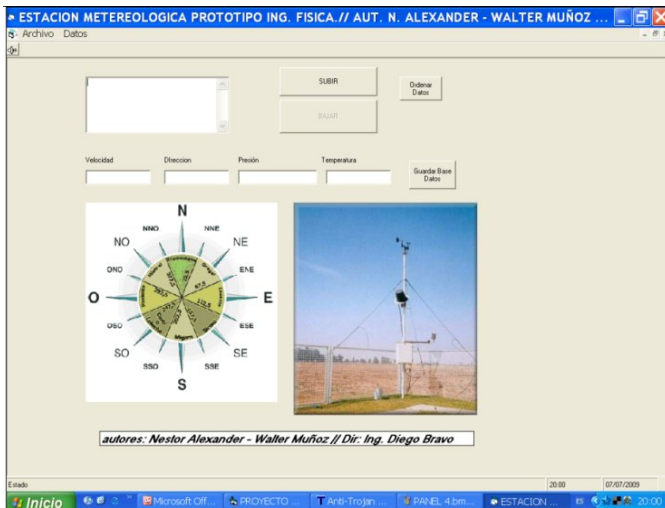 ESTACION METEREOLOGICA PROTOTIPO ING. FISICA.// AUT. N. ALEXANDER - WALTER MUÑOZ ...
Archivo Datos
SUBIR
Ordenar
Datos
BAJAR
Velocidad Direccion Presión Temperatura
Guardar Base
Datos
N
NNO NNE
NO NE
ONO ENE
O E
OSO ESE
SO SE
SSO SSE
S
autores: Nestor Alexander - Walter Muñoz // Dir: Ing. Diego Bravo
Estado 20:00 07/07/2009
Inicio 2 Microsoft Off... PROYECTO ... Anti-Trojan ... PANEL 4.bm... ESTACION ... ES 20:00